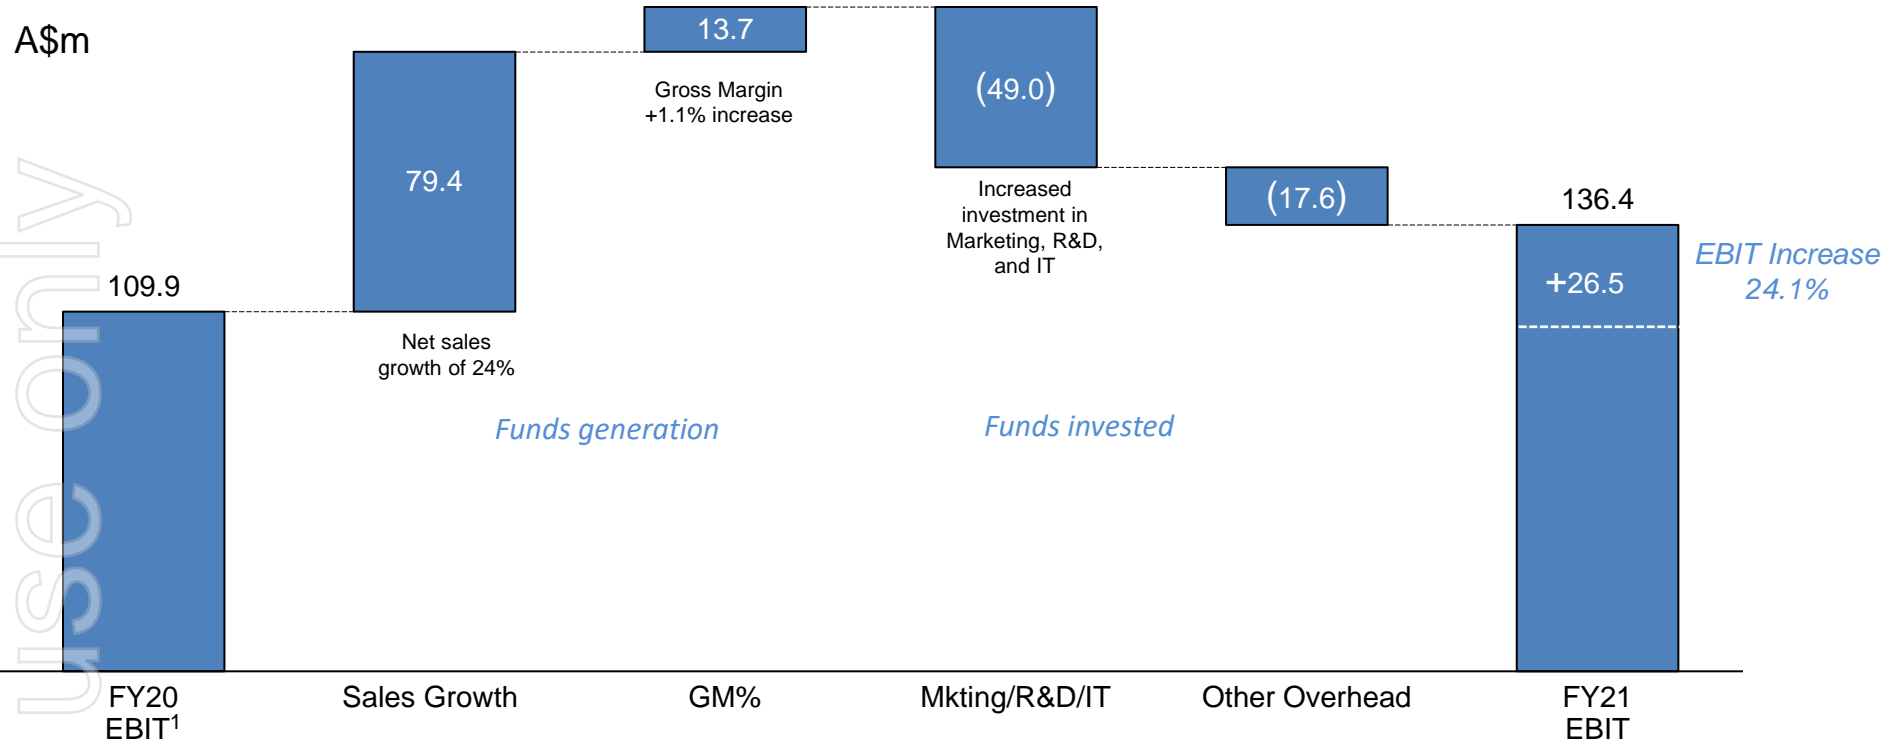 A$m
109.9
79.4
Net sales
growth of 24%
13.7
Gross Margin
+1.1% increase
(49.0)
Increased
investment in
Marketing, R&D,
and IT
(17.6)
136.4
+26.5
EBIT Increase
24.1%
Funds generation
Funds invested
FY20
EBIT¹
Sales Growth
GM%
Mkting/R&D/IT
Other Overhead
FY21
EBIT
use only